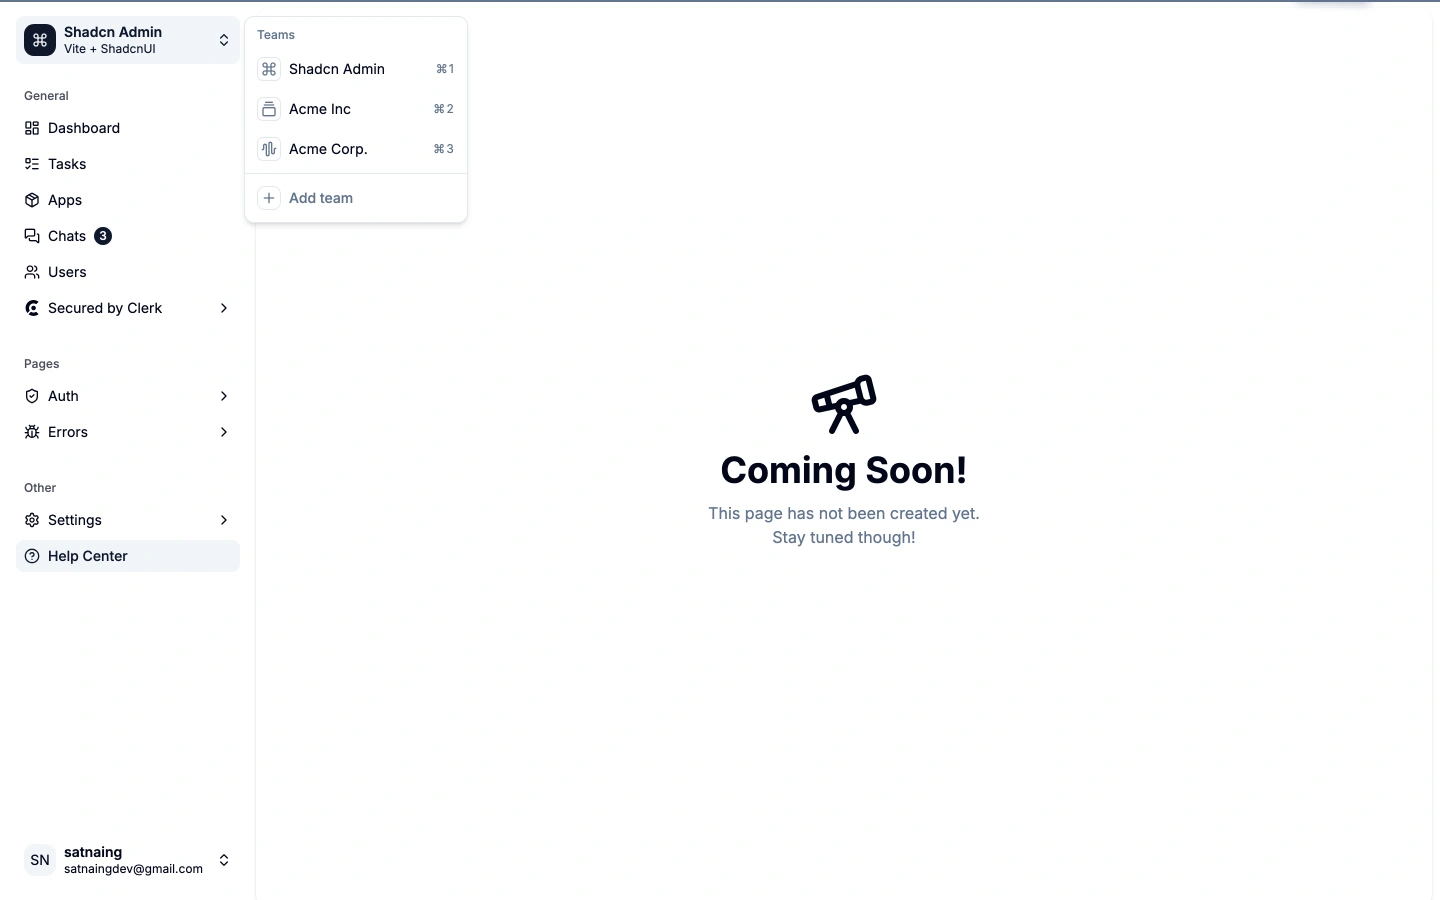 Shadcn Admin
Vite + ShadcnUI
General
Dashboard
Tasks
Apps
Chats 3
Users
Secured by Clerk
Pages
Auth
Errors
Other
Settings
Help Center
SN
satnaing
satnaingdev@gmail.com
Teams
Shadcn Admin ⌘1
Acme Inc ⌘2
Acme Corp. ⌘3
Add team
Coming Soon!
This page has not been created yet.
Stay tuned though!